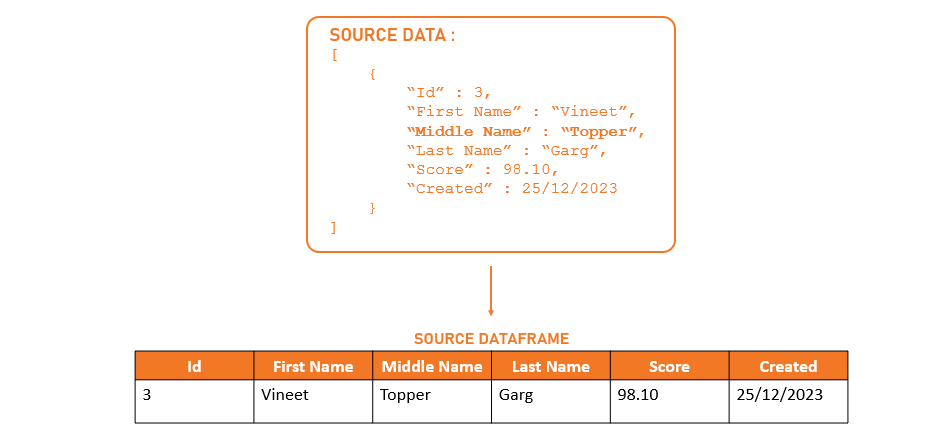 SOURCE DATA :
[
{
“Id” : 3,
“First Name” : “Vineet”,
“Middle Name” : “Topper”,
“Last Name” : “Garg”,
“Score” : 98.10,
“Created” : 25/12/2023
}
]
SOURCE DATAFRAME
Id First Name Middle Name Last Name Score Created
3 Vineet Topper Garg 98.10 25/12/2023